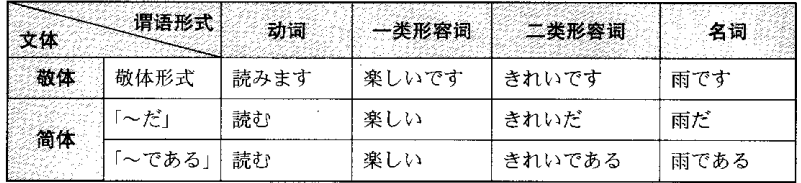 文体 谓语形式 动词 一类形容词 二类形容词 名词
敬体 敬体形式 読みます 楽しいです きれいです 雨です
简体 「～だ」 読む 楽しい きれいだ 雨だ
「～である」 読む 楽しい きれいである 雨である